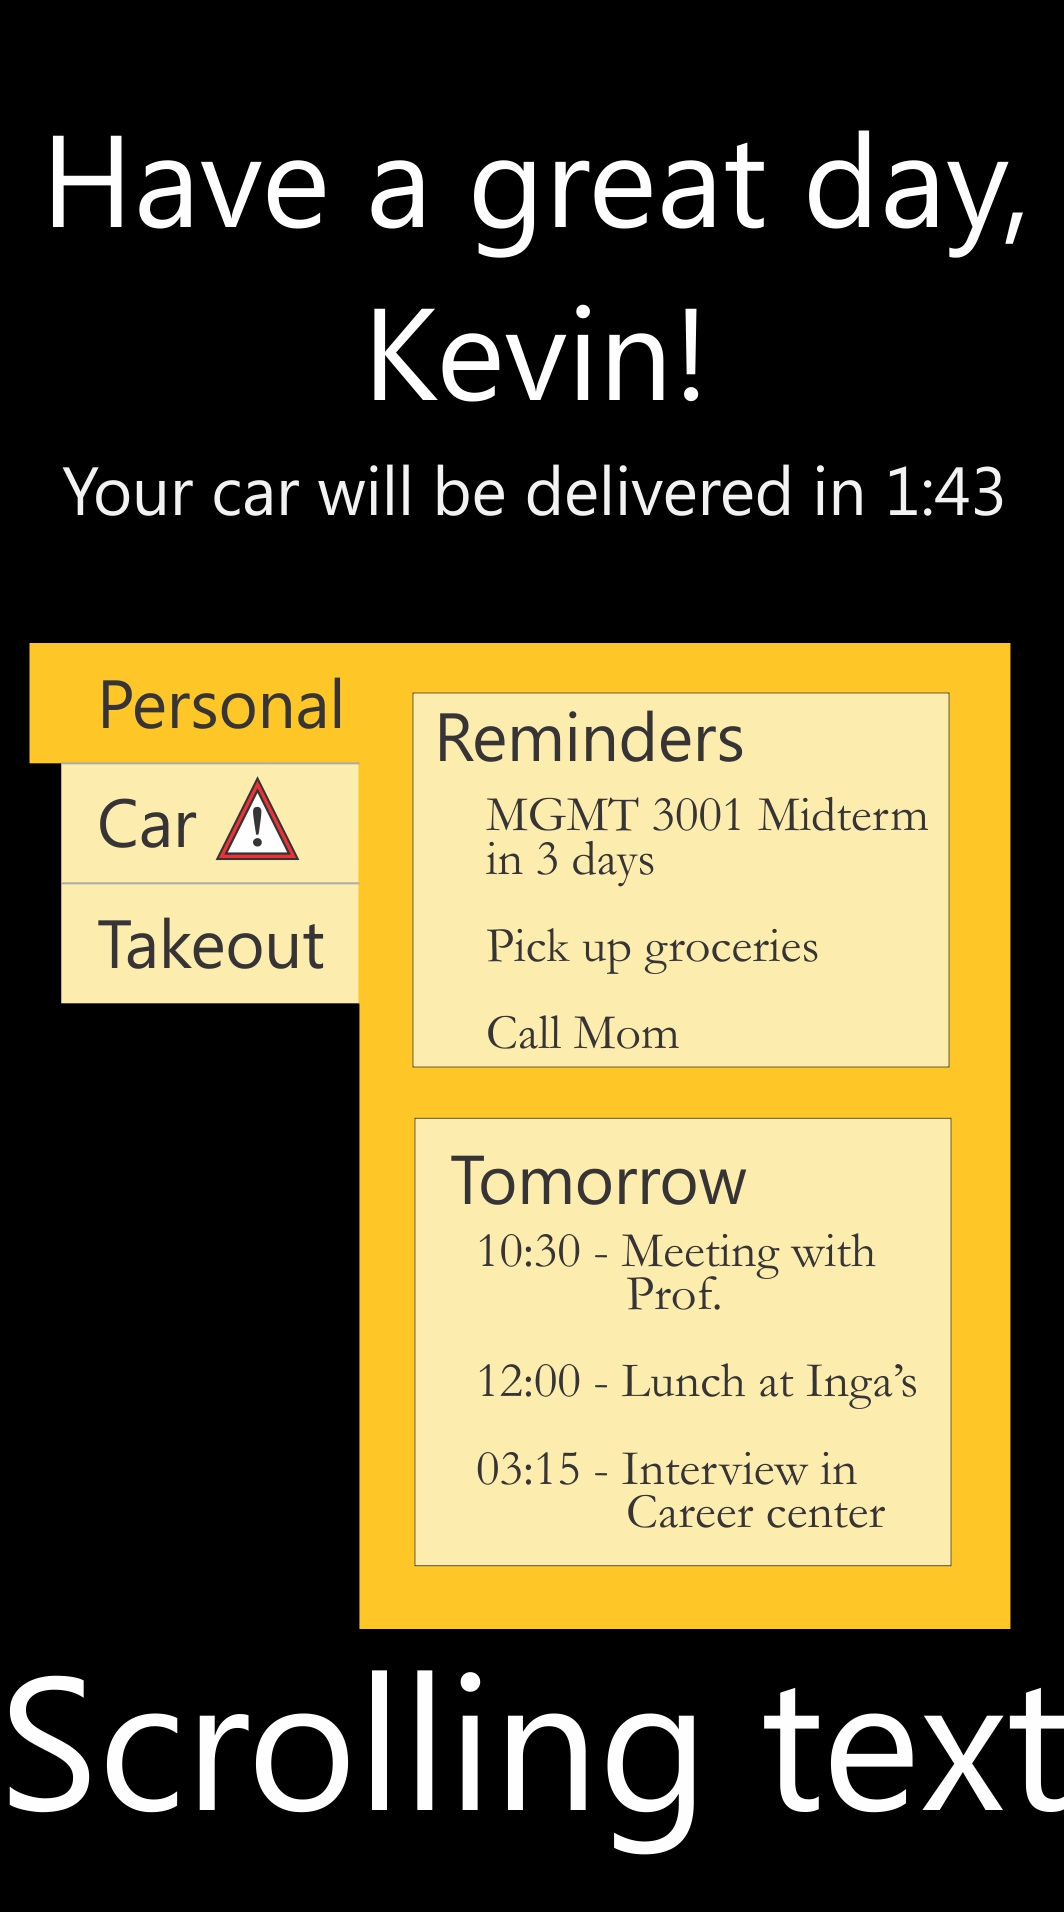 Have a great day,
Kevin!
Your car will be delivered in 1:43
Personal
Car !
Takeout
Reminders
MGMT 3001 Midterm
in 3 days
Pick up groceries
Call Mom
Tomorrow
10:30 - Meeting with
Prof.
12:00 - Lunch at Inga’s
03:15 - Interview in
Career center
Scrolling text